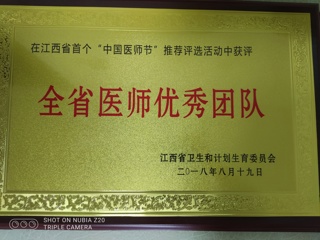 在江西省首个“中国医师节”推荐评选活动中获评
全省医师优秀团队
江西省卫生和计划生育委员会
二〇一八年八月十九日
SHOT ON NUBIA Z20
TRIPLE CAMERA